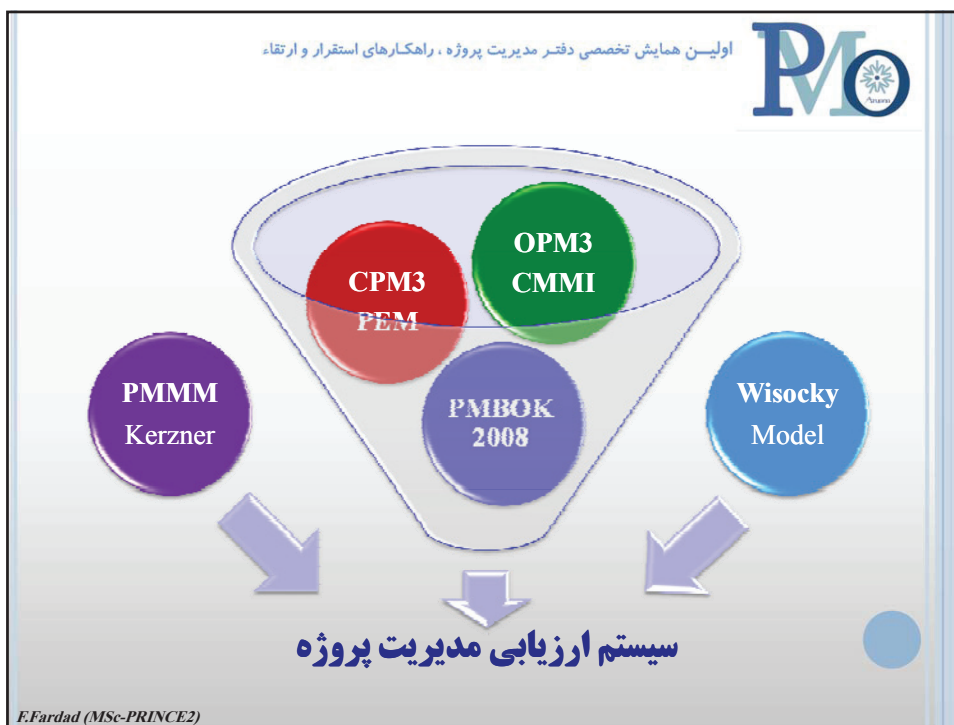 اولیـــن همایش تخصصی دفتـر مدیریت پروژه ، راهکـارهای استقرار و ارتقاء
PMO
OPM3
CMMI
CPM3
PEM
PMMM
Kerzner
PMBOK
2008
Wisocky
Model
سیستم ارزیابی مدیریت پروژه
F.Fardad (MSc-PRINCE2)